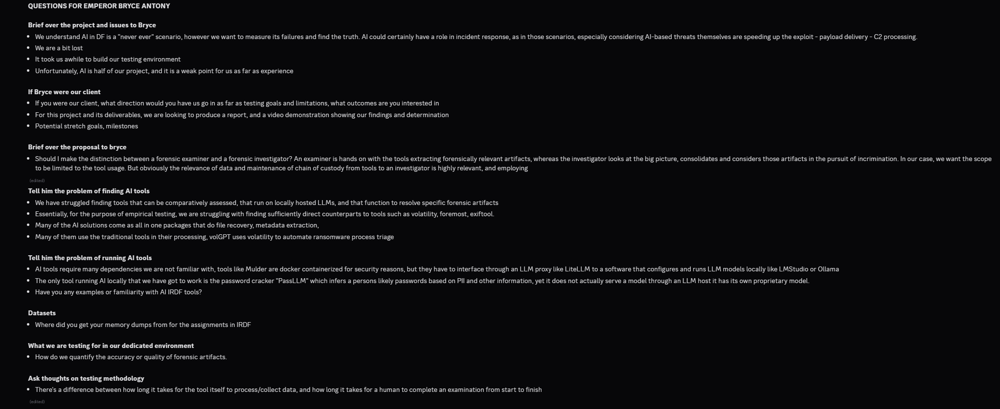 QUESTIONS FOR EMPEROR BRYCE ANTONY
Brief over the project and issues to Bryce
• We understand AI in DF is a "never ever" scenario, however we want to measure its failures and find the truth. AI could certainly have a role in incident response, as in those scenarios, especially considering AI-based threats themselves are speeding up the exploit - payload delivery - C2 processing.
• We are a bit lost
• It took us awhile to build our testing environment
• Unfortunately, AI is half of our project, and it is a weak point for us as far as experience
If Bryce were our client
• If you were our client, what direction would you have us go in as far as testing goals and limitations, what outcomes are you interested in
• For this project and its deliverables, we are looking to produce a report, and a video demonstration showing our findings and determination
• Potential stretch goals, milestones
Brief over the proposal to bryce
• Should I make the distinction between a forensic examiner and a forensic investigator? An examiner is hands on with the tools extracting forensically relevant artifacts, whereas the investigator looks at the big picture, consolidates and considers those artifacts in the pursuit of incrimination. In our case, we want the scope
to be limited to the tool usage. But obviously the relevance of data and maintenance of chain of custody from tools to an investigator is highly relevant, and employing
(edited)
Tell him the problem of finding AI tools
• We have struggled finding tools that can be comparatively assessed, that run on locally hosted LLMs, and that function to resolve specific forensic artifacts
• Essentially, for the purpose of empirical testing, we are struggling with finding sufficiently direct counterparts to tools such as volatility, foremost, exiftool.
• Many of the AI solutions come as all in one packages that do file recovery, metadata extraction,
• Many of them use the traditional tools in their processing, volGPT uses volatility to automate ransomware process triage
Tell him the problem of running AI tools
• AI tools require many dependencies we are not familiar with, tools like Mulder are docker containerized for security reasons, but they have to interface through an LLM proxy like LiteLLM to a software that configures and runs LLM models locally like LMStudio or Ollama
• The only tool running AI locally that we have got to work is the password cracker "PassLLM" which infers a persons likely passwords based on PII and other information, yet it does not actually serve a model through an LLM host it has its own proprietary model.
• Have you any examples or familiarity with AI IRDF tools?
Datasets
• Where did you get your memory dumps from for the assignments in IRDF
What we are testing for in our dedicated environment
• How do we quantify the accuracy or quality of forensic artifacts.
Ask thoughts on testing methodology
• There's a difference between how long it takes for the tool itself to process/collect data, and how long it takes for a human to complete an examination from start to finish
(edited)